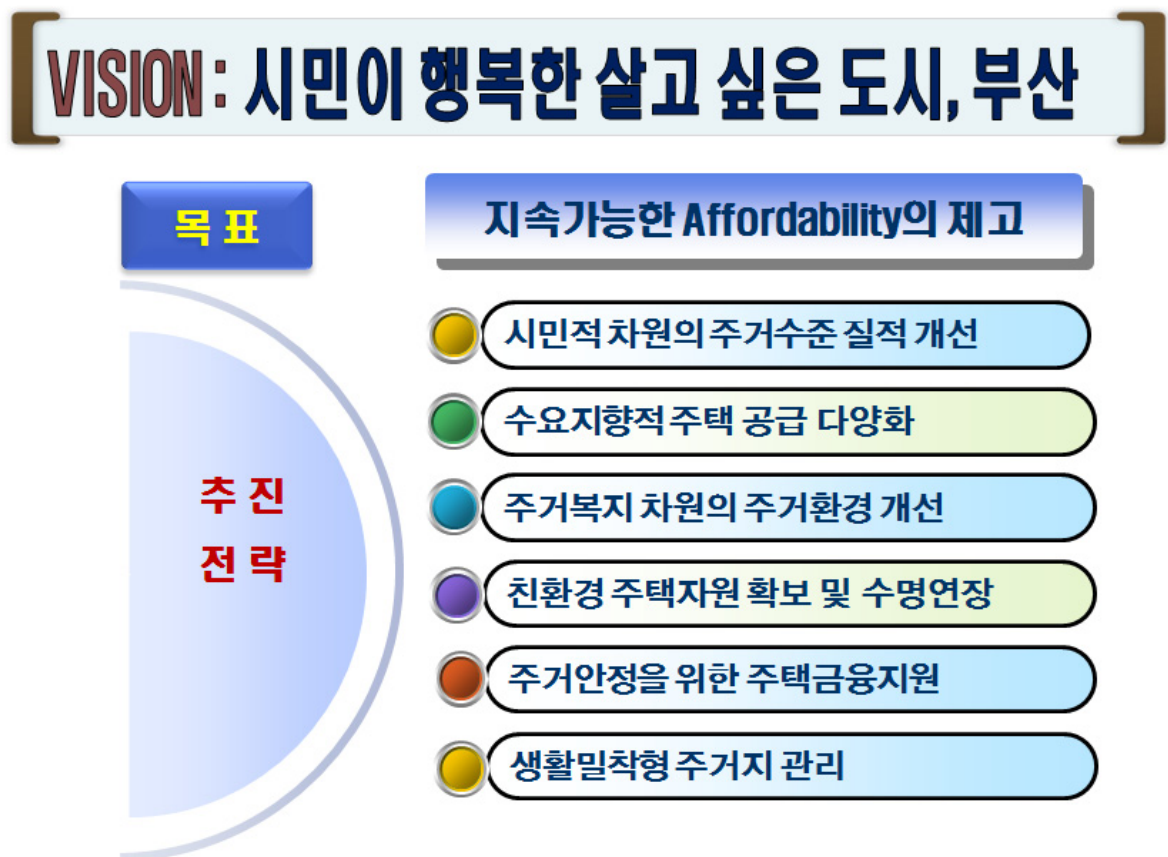 VISION : 시민이 행복한 살고 싶은 도시, 부산
목 표
지속가능한 Affordability의 제고
추 진
전 략
시민적 차원의 주거수준 질적 개선
수요지향적 주택 공급 다양화
주거복지 차원의 주거환경 개선
친환경 주택자원 확보 및 수명연장
주거안정을 위한 주택금융지원
생활밀착형 주거지 관리